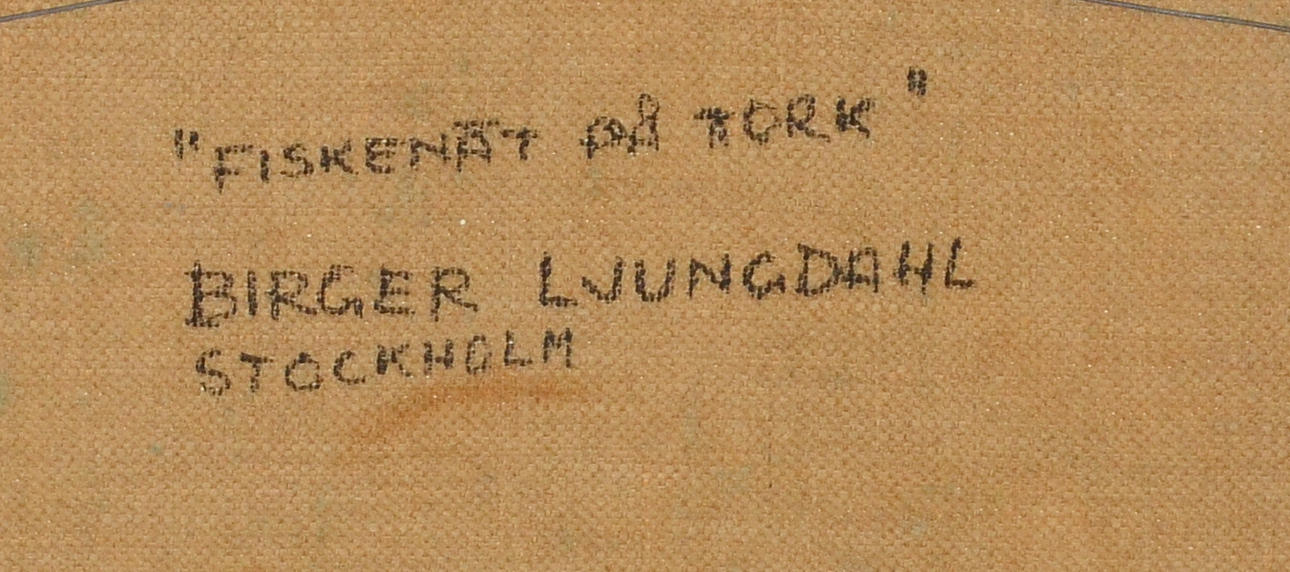 "FISKENÄT PÅ TORK"
BIRGER LJUNGDAHL
STOCKHOLM